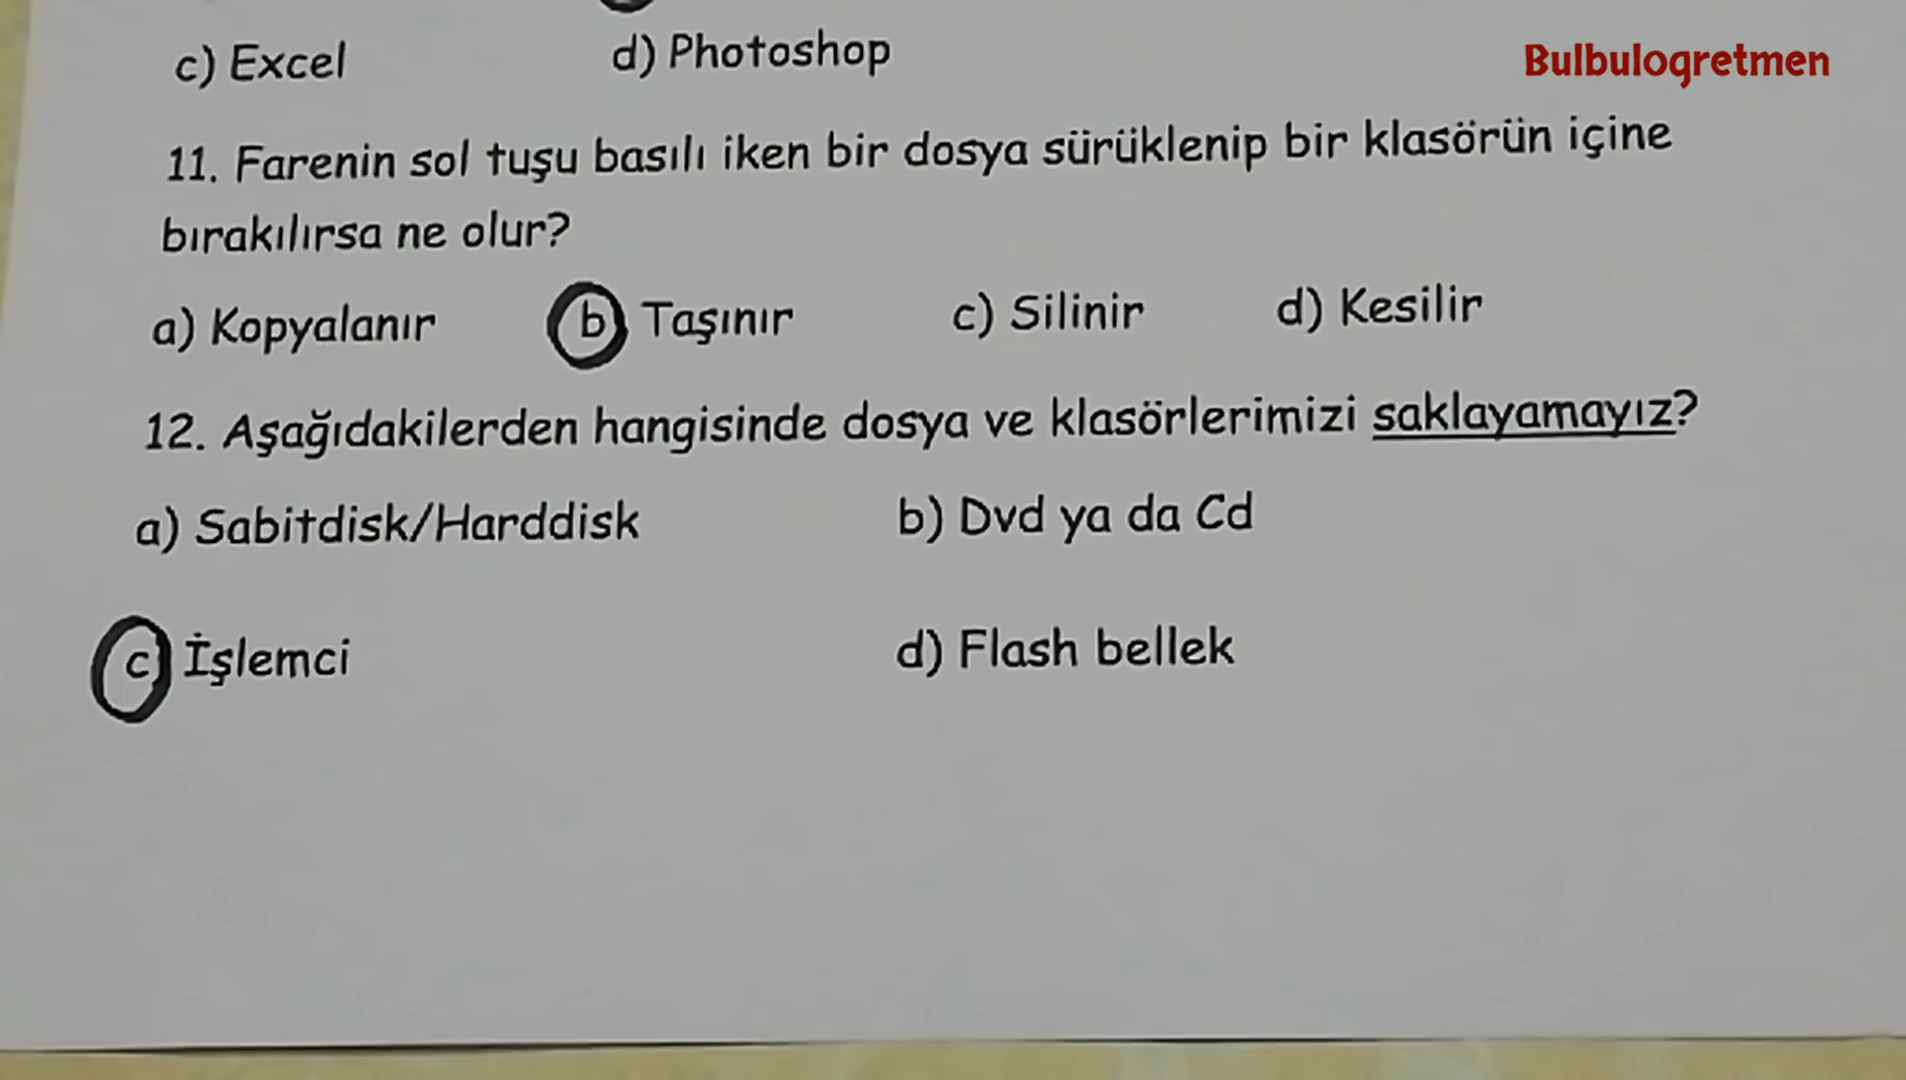 c) Excel d) Photoshop
Bulbulogretmen
11. Farenin sol tuşu basılı iken bir dosya sürüklenip bir klasörün içine
bırakılırsa ne olur?
a) Kopyalanır b) Taşınır c) Silinir d) Kesilir
12. Aşağıdakilerden hangisinde dosya ve klasörlerimizi saklayamayız?
a) Sabitdisk/Harddisk b) Dvd ya da Cd
c) İşlemci d) Flash bellek